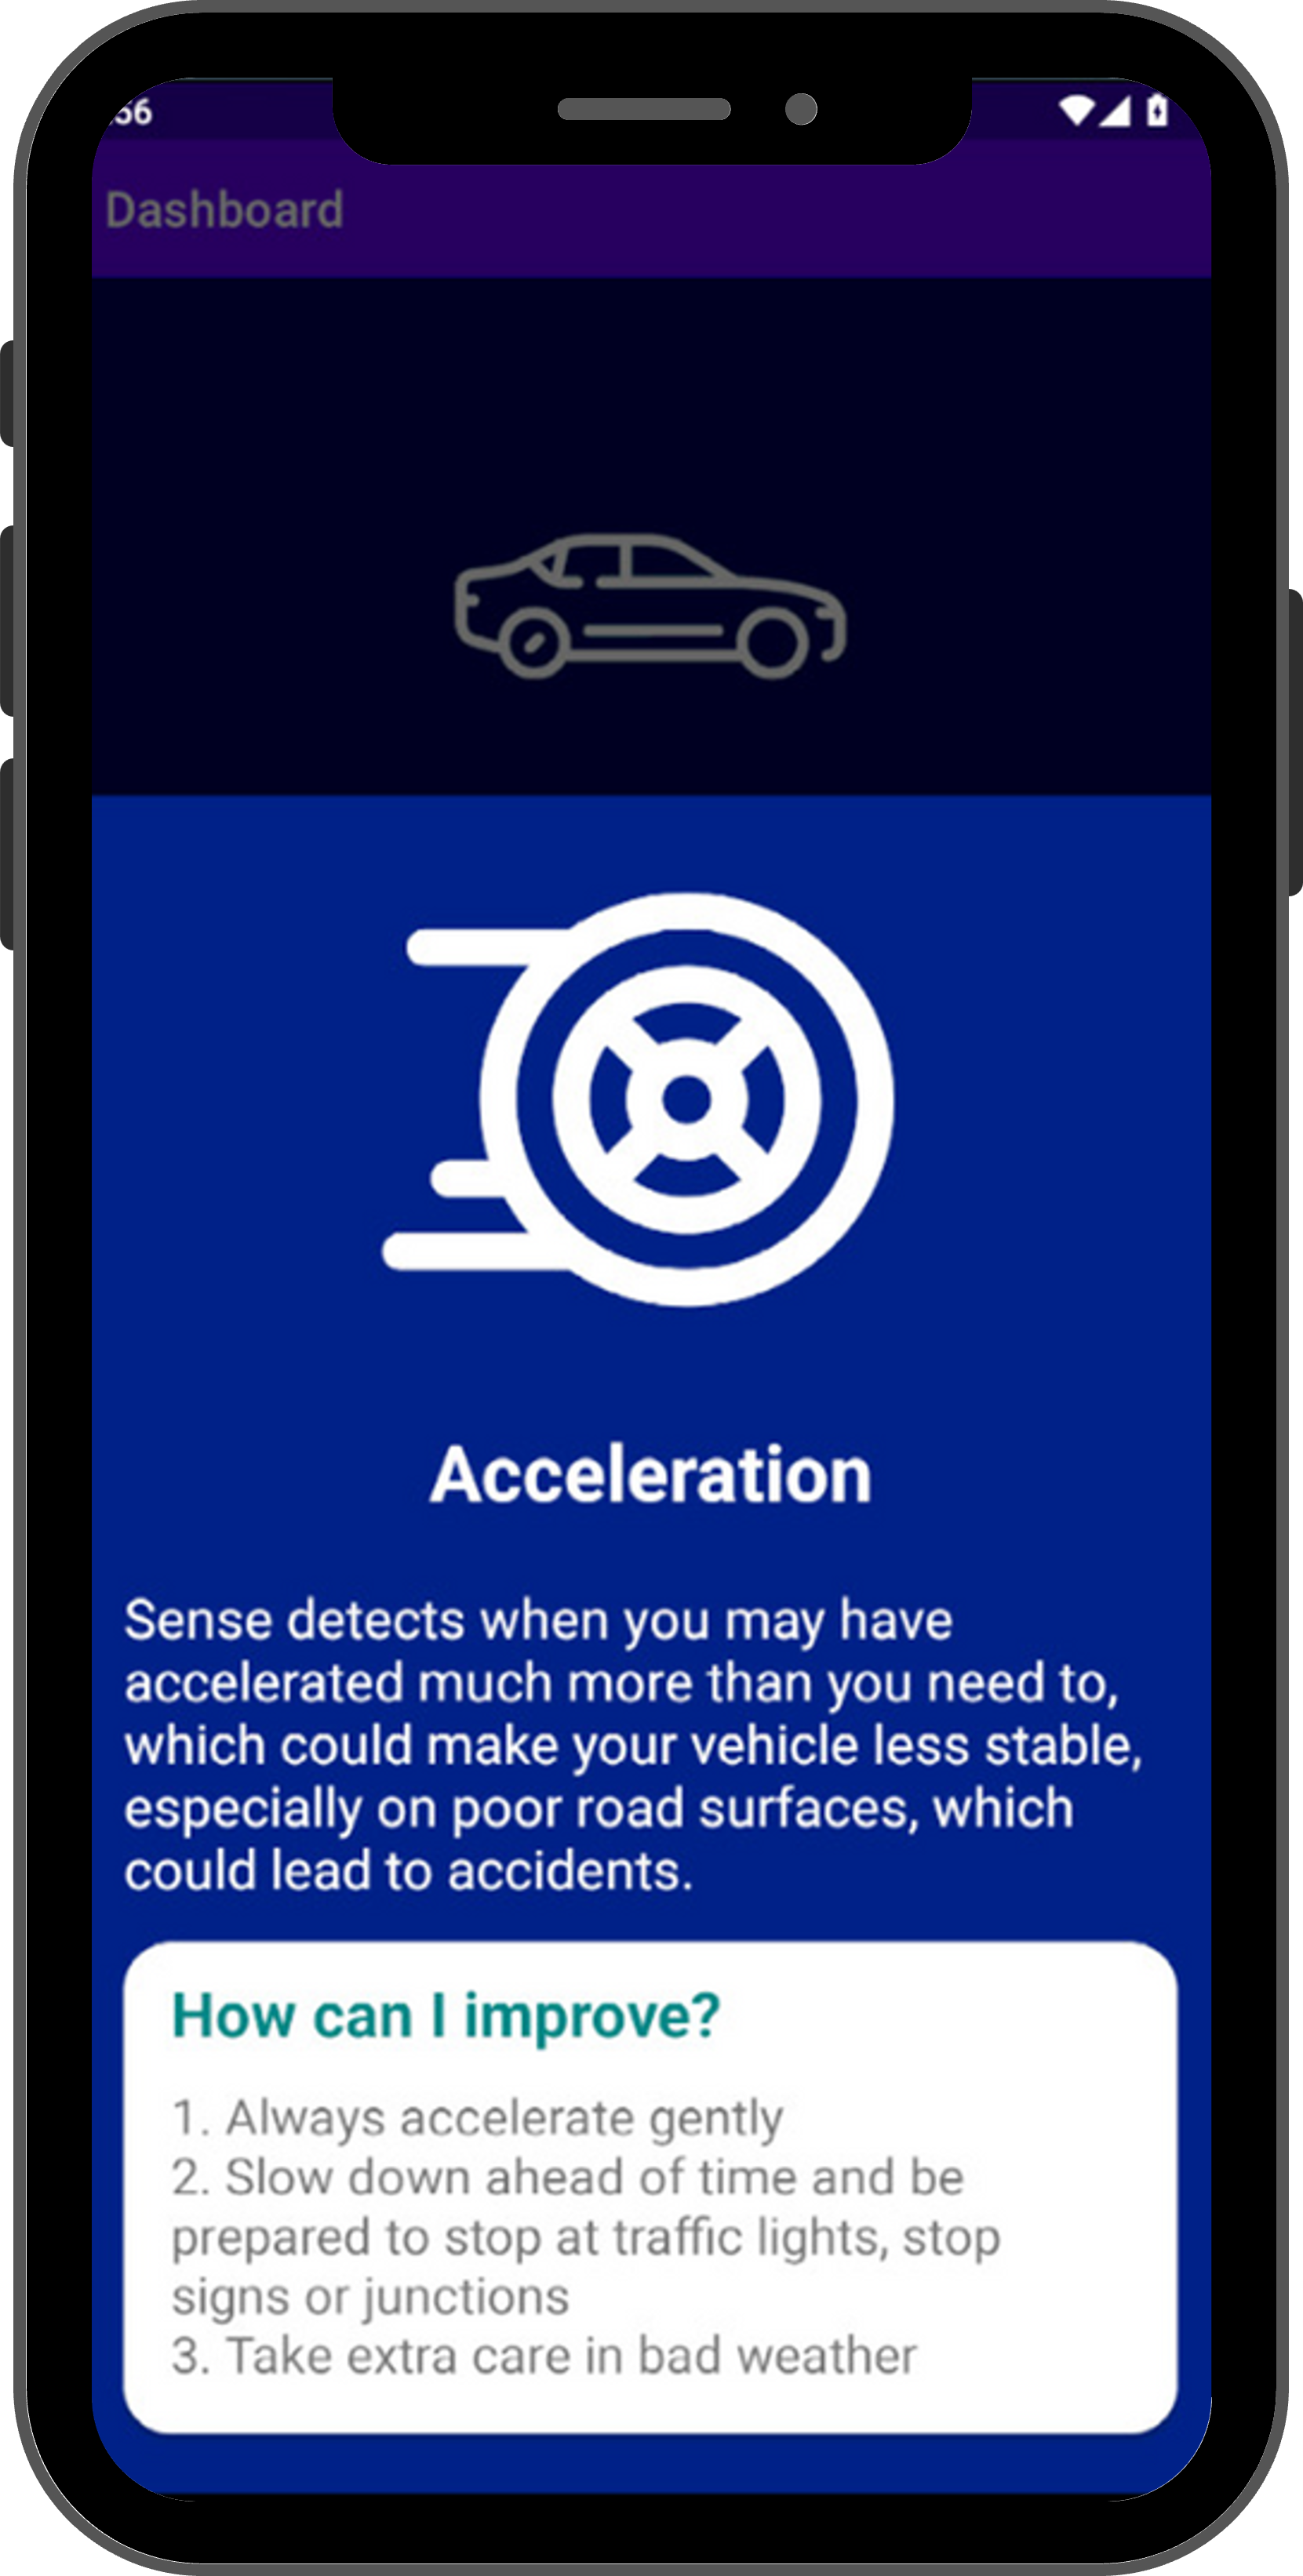 56
Dashboard
Acceleration
Sense detects when you may have
accelerated much more than you need to,
which could make your vehicle less stable,
especially on poor road surfaces, which
could lead to accidents.
How can I improve?
1. Always accelerate gently
2. Slow down ahead of time and be
prepared to stop at traffic lights, stop
signs or junctions
3. Take extra care in bad weather